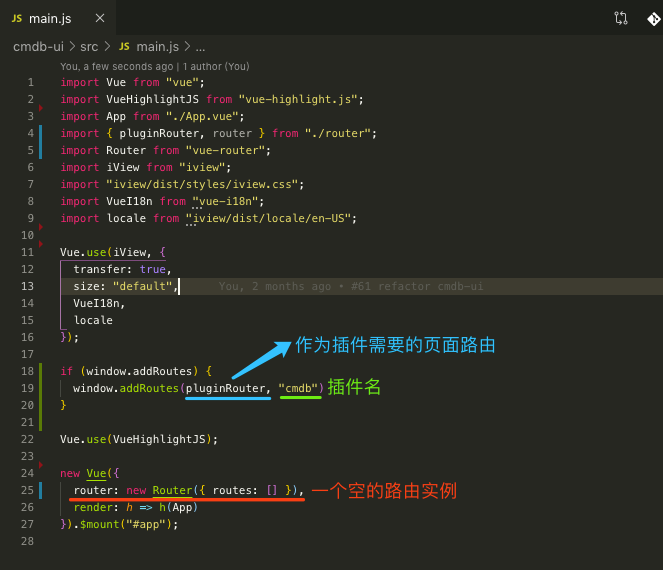 JS main.js ×
cmdb-ui > src > JS main.js > ...
You, a few seconds ago | 1 author (You)
1 import Vue from "vue";
2 import VueHighlightJS from "vue-highlight.js";
3 import App from "./App.vue";
4 import { pluginRouter, router } from "./router";
5 import Router from "vue-router";
6 import iView from "iview";
7 import "iview/dist/styles/iview.css";
8 import VueI18n from "vue-i18n";
9 import locale from "iview/dist/locale/en-US";
10
11 Vue.use(iView, {
12 transfer: true,
13 size: "default", You, 2 months ago • #61 refactor cmdb-ui
14 VueI18n,
15 locale
16 });
17
作为插件需要的页面路由
18 if (window.addRoutes) {
19 window.addRoutes(pluginRouter, "cmdb") 插件名
20 }
21
22 Vue.use(VueHighlightJS);
23
24 new Vue({
25 router: new Router({ routes: [] }), 一个空的路由实例
26 render: h => h(App)
27 }).$mount("#app");
28